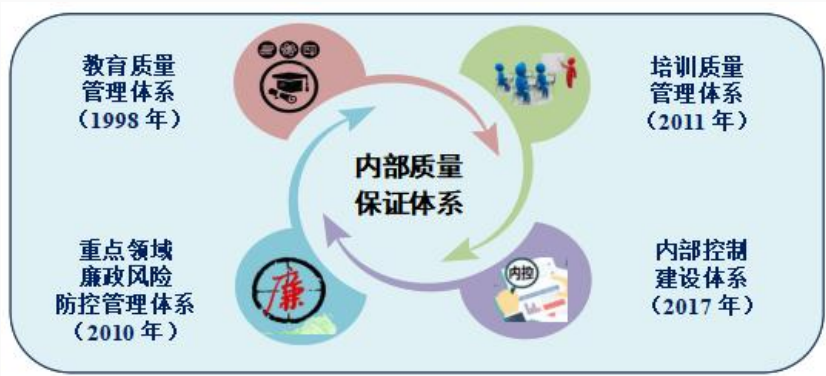 教育质量
管理体系
（1998 年）
培训质量
管理体系
（2011 年）
内部质量
保证体系
重点领域
廉政风险
防控管理体系
（2010 年）
廉
内控
内部控制
建设体系
（2017 年）